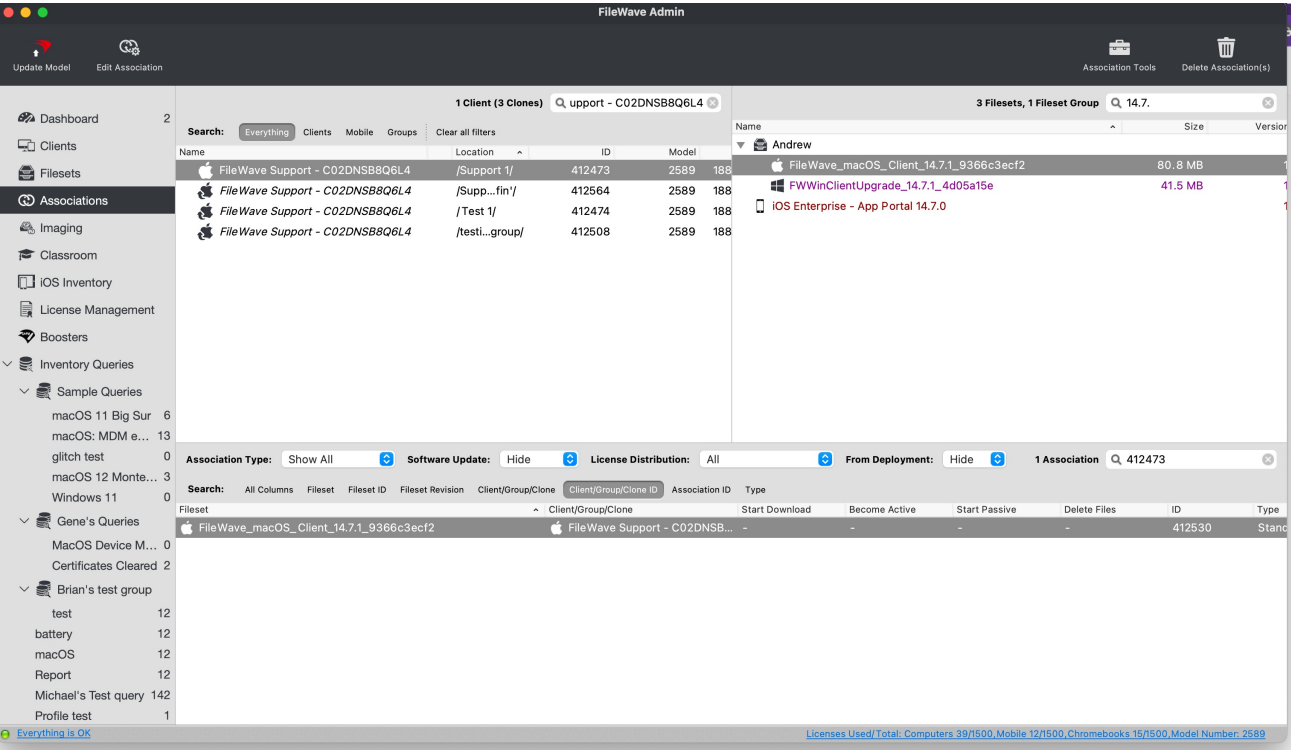 FileWave Admin
Update Model
Edit Association
Association Tools
Delete Association(s)
Dashboard 2
Clients
Filesets
Associations
Imaging
Classroom
iOS Inventory
License Management
Boosters
Inventory Queries
Sample Queries
macOS 11 Big Sur 6
macOS: MDM e... 13
glitch test 0
macOS 12 Monte... 3
Windows 11 0
Gene's Queries
MacOS Device M... 0
Certificates Cleared 2
Brian's test group
test 12
battery 12
macOS 12
Report 12
Michael's Test query 142
Profile test 1
1 Client (3 Clones) upport - C02DNSB8Q6L4
Search: Everything Clients Mobile Groups Clear all filters
Name Location ID Model
FileWave Support - C02DNSB8Q6L4 /Support 1/ 412473 2589 188
FileWave Support - C02DNSB8Q6L4 /Supp...fin'/ 412564 2589 188
FileWave Support - C02DNSB8Q6L4 /Test 1/ 412474 2589 188
FileWave Support - C02DNSB8Q6L4 /testi...group/ 412508 2589 188
3 Filesets, 1 Fileset Group 14.7.
Name Size Version
Andrew
FileWave_macOS_Client_14.7.1_9366c3ecf2 80.8 MB 1
FWWinClientUpgrade_14.7.1_4d05a15e 41.5 MB 1
iOS Enterprise - App Portal 14.7.0 1
Association Type: Show All Software Update: Hide License Distribution: All From Deployment: Hide 1 Association 412473
Search: All Columns Fileset Fileset ID Fileset Revision Client/Group/Clone Client/Group/Clone ID Association ID Type
Fileset Client/Group/Clone Start Download Become Active Start Passive Delete Files ID Type
FileWave_macOS_Client_14.7.1_9366c3ecf2 FileWave Support - C02DNSB... - - - - 412530 Stand
Everything is OK
Licenses Used/Total: Computers 39/1500,Mobile 12/1500,Chromebooks 15/1500,Model Number: 2589